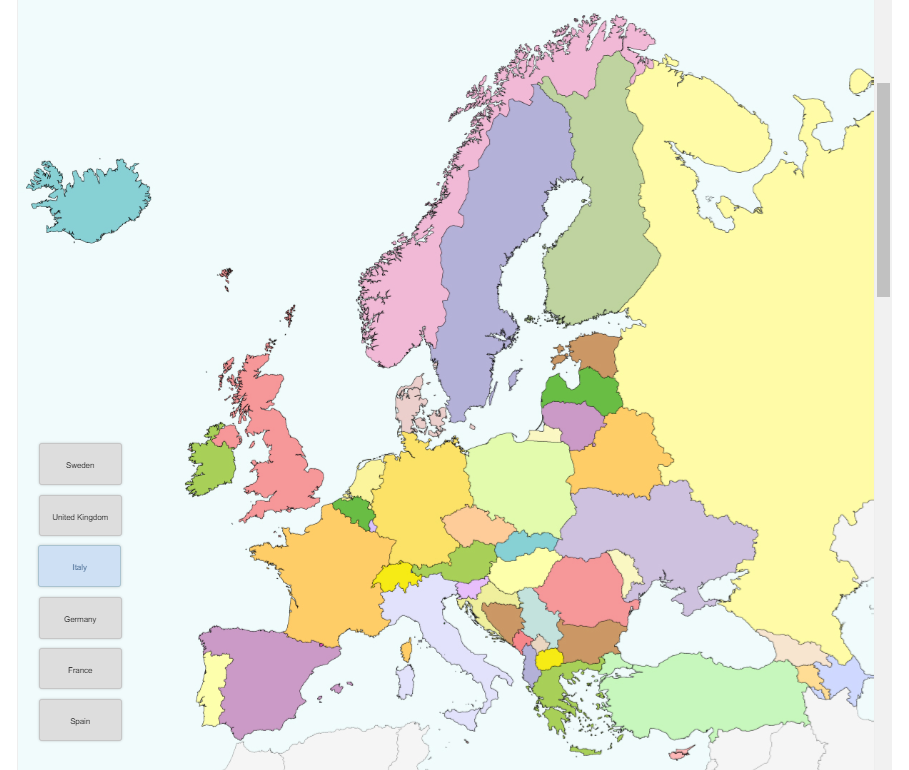 Sweden
United Kingdom
Italy
Germany
France
Spain